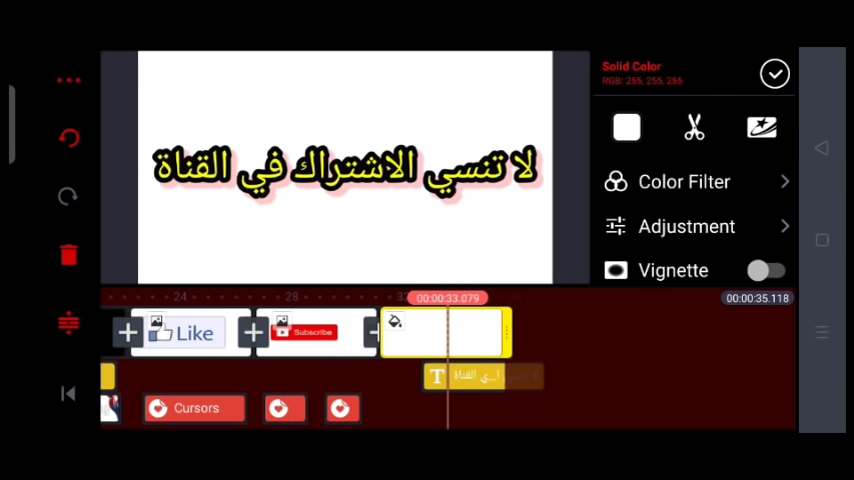 Solid Color
RGB: 255, 255, 255
لا تنسي الاشتراك في القناة
Color Filter
Adjustment
Vignette
24
28
00:00:33.079
00:00:35.118
Like
Subscribe
T
Cursors